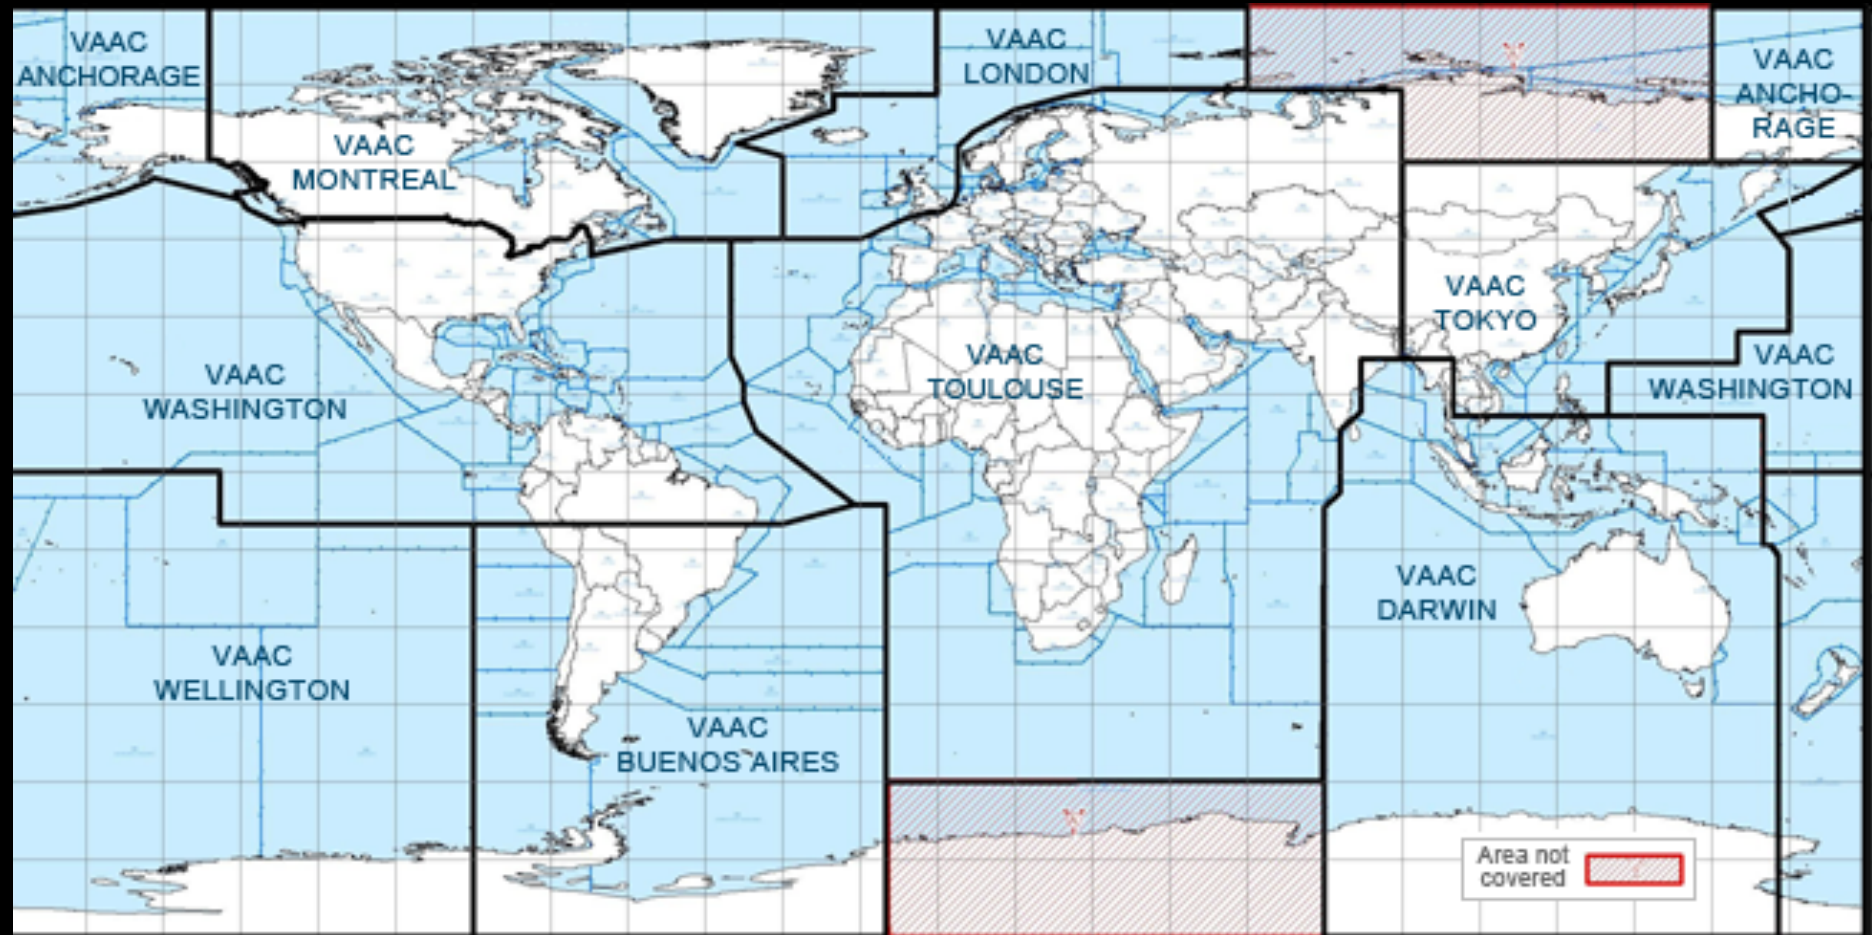 VAAC
ANCHORAGE
VAAC
LONDON
VAAC
ANCHO-
RAGE
VAAC
MONTREAL
VAAC
TOKYO
VAAC
WASHINGTON
VAAC
TOULOUSE
VAAC
WASHINGTON
VAAC
DARWIN
VAAC
WELLINGTON
VAAC
BUENOS AIRES
Area not
covered